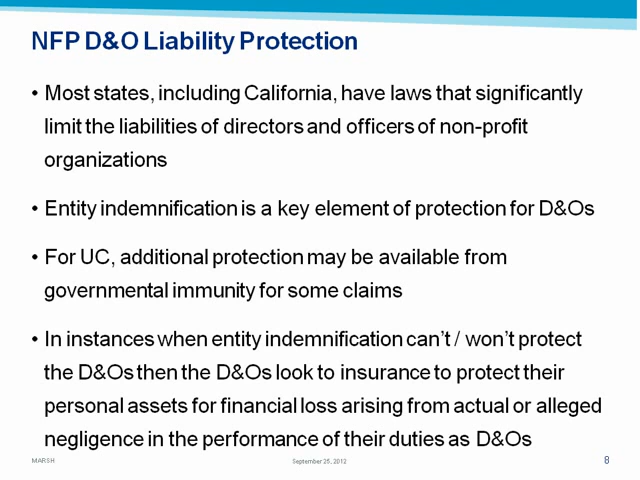 NFP D&O Liability Protection
• Most states, including California, have laws that significantly
limit the liabilities of directors and officers of non-profit
organizations
• Entity indemnification is a key element of protection for D&Os
• For UC, additional protection may be available from
governmental immunity for some claims
• In instances when entity indemnification can't / won't protect
the D&Os then the D&Os look to insurance to protect their
personal assets for financial loss arising from actual or alleged
negligence in the performance of their duties as D&Os
MARSH
September 25, 2012
8